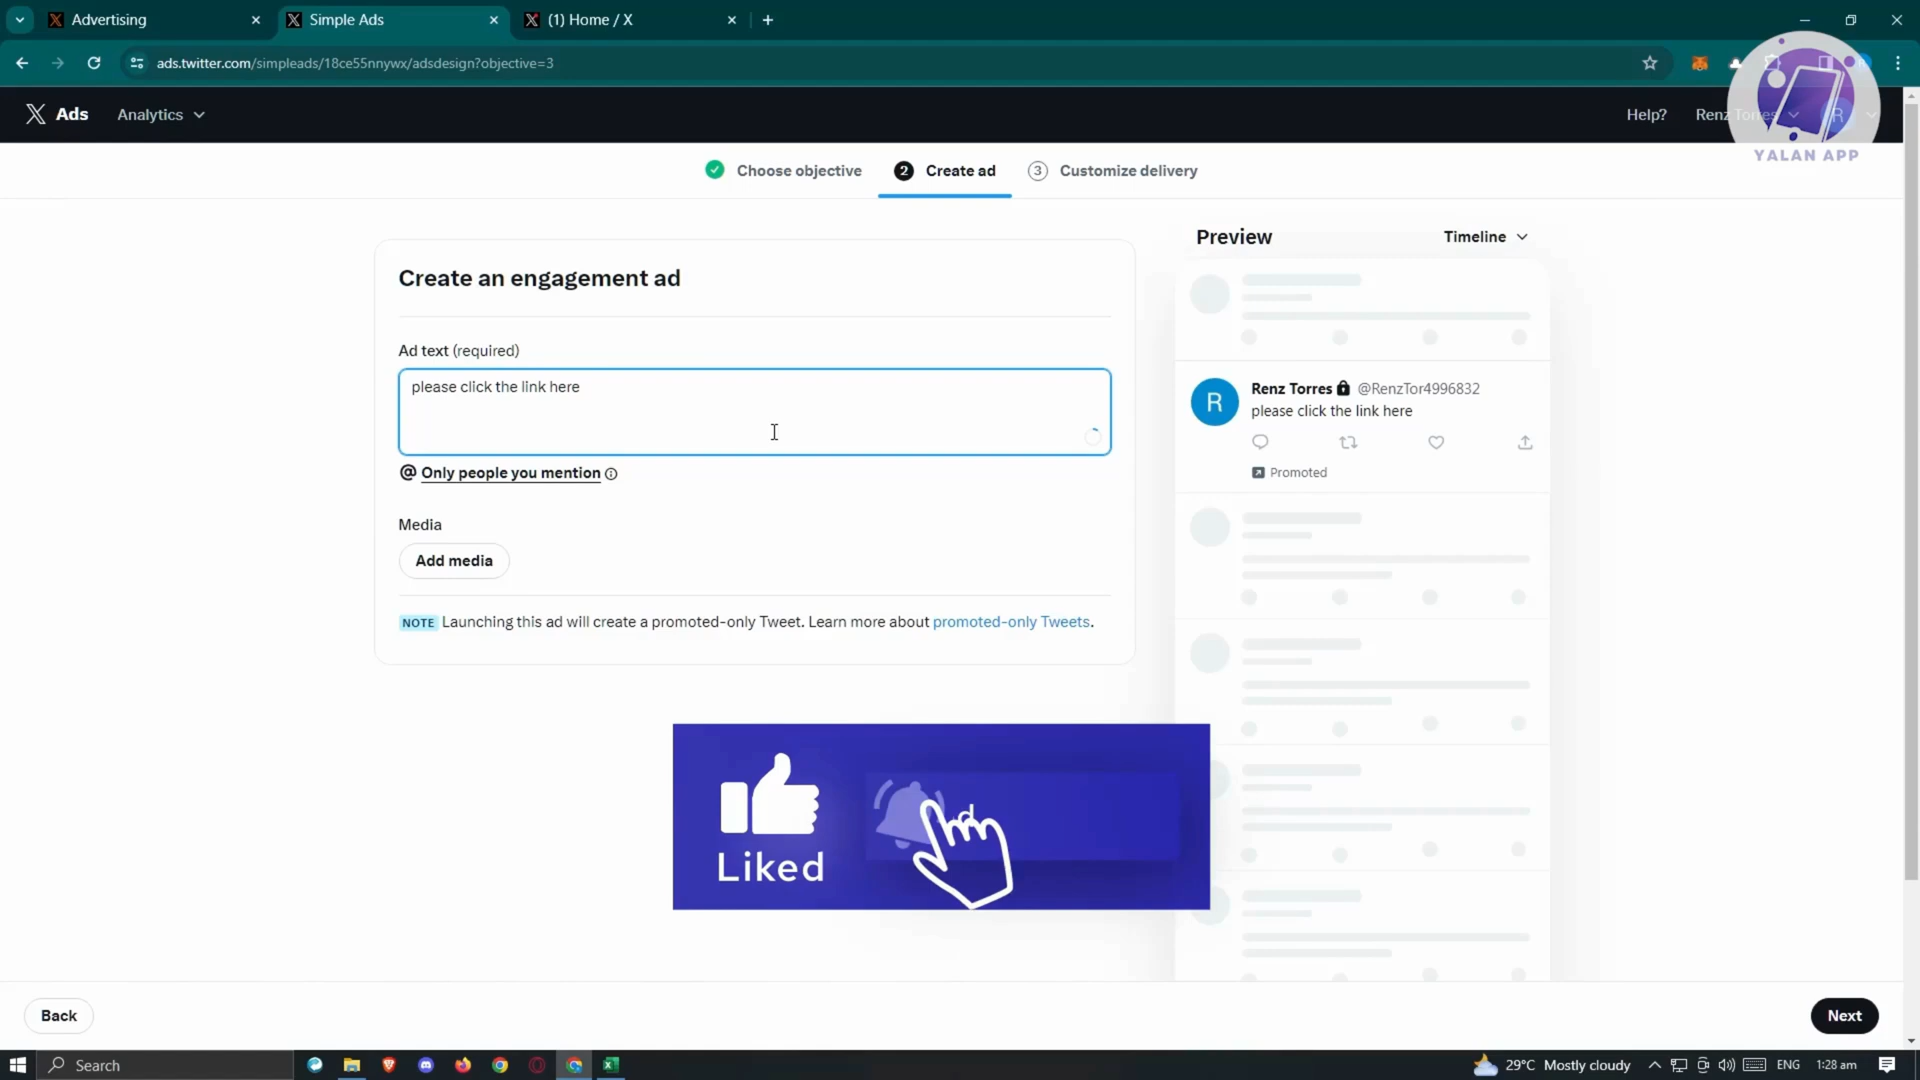 Advertising
Simple Ads
(1) Home / X
ads.twitter.com/simpleads/18ce55nnywx/adsdesign?objective=3
Ads
Analytics
Help?
Renz Torres
R
YALAN APP
Choose objective
2 Create ad
3 Customize delivery
Create an engagement ad
Ad text (required)
please click the link here
@ Only people you mention
Media
Add media
NOTE Launching this ad will create a promoted-only Tweet. Learn more about promoted-only Tweets.
Preview
Timeline
R
Renz Torres @RenzTor4996832
please click the link here
Promoted
Liked
Back
Next
Search
29°C Mostly cloudy
ENG
1:28 am